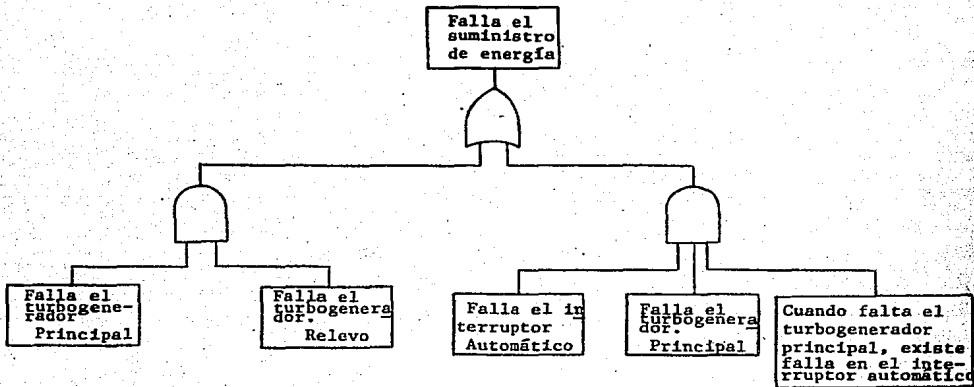 Falla el
suministro
de energía
Falla el
turbogene-
rador
Principal
Falla el
turbogenera
dor.
Relevo
Falla el in
terruptor
Automático
Falla el
turbogenera
dor.
Principal
Cuando falta el
turbogenerador
principal, existe
falla en el inte-
rruptor automático